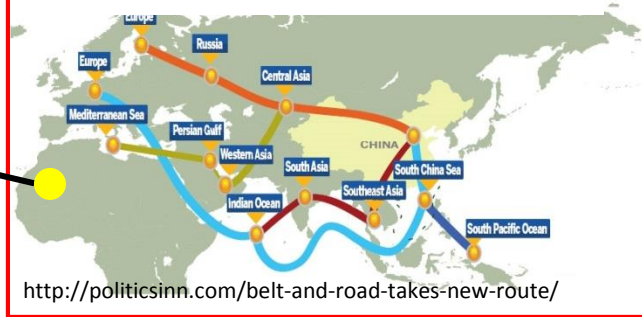 Europe
Russia
Europe
Central Asia
Mediterranean Sea
Persian Gulf
CHINA
Western Asia
South Asia
South China Sea
Southeast Asia
Indian Ocean
South Pacific Ocean
http://politicsinn.com/belt-and-road-takes-new-route/